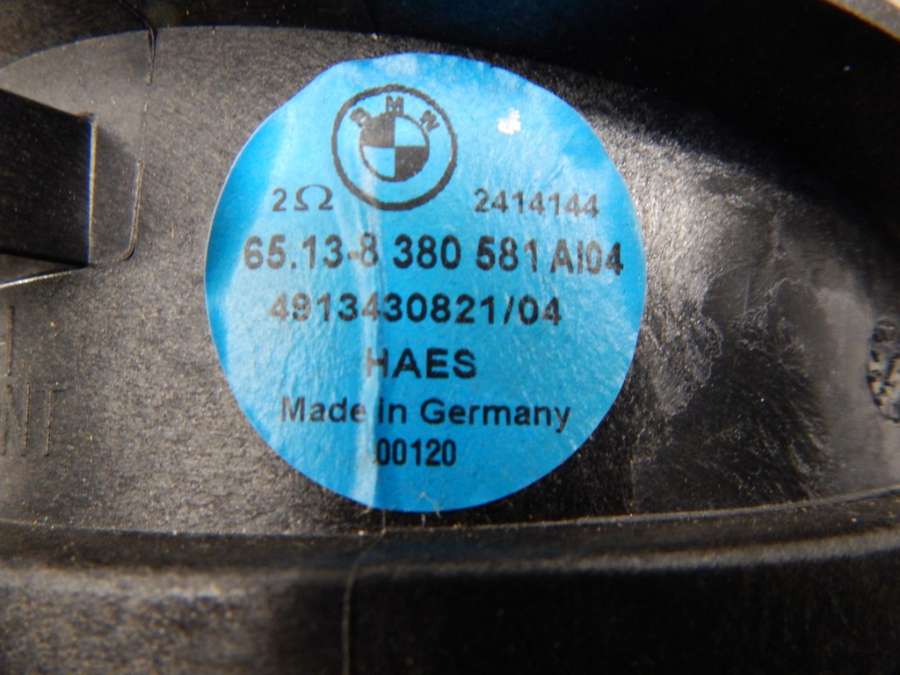 BMW
2Ω 2414144
65.13-8 380 581 AI04
4913430821/04
HAES
Made in Germany
00120